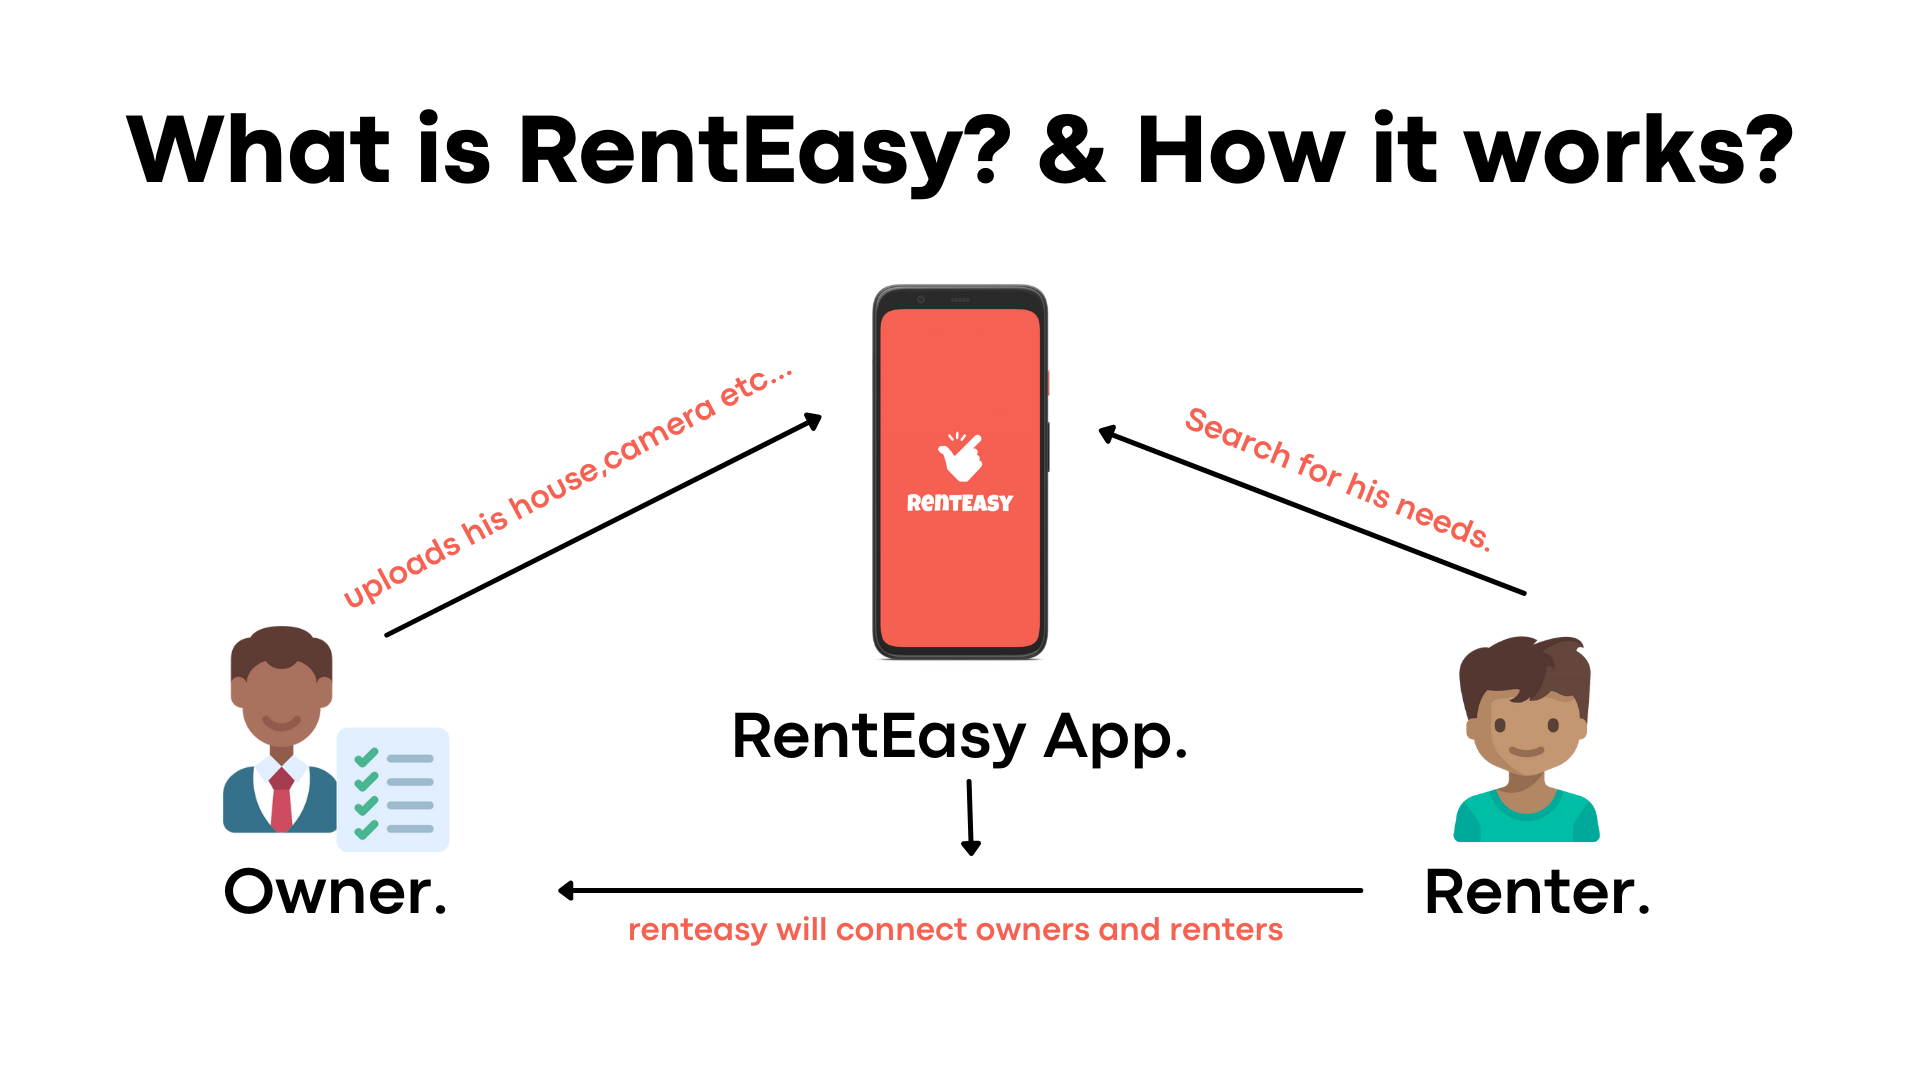 What is RentEasy? & How it works?
uploads his house,camera etc...
Search for his needs.
RentEasy
RentEasy App.
Owner.
Renter.
renteasy will connect owners and renters